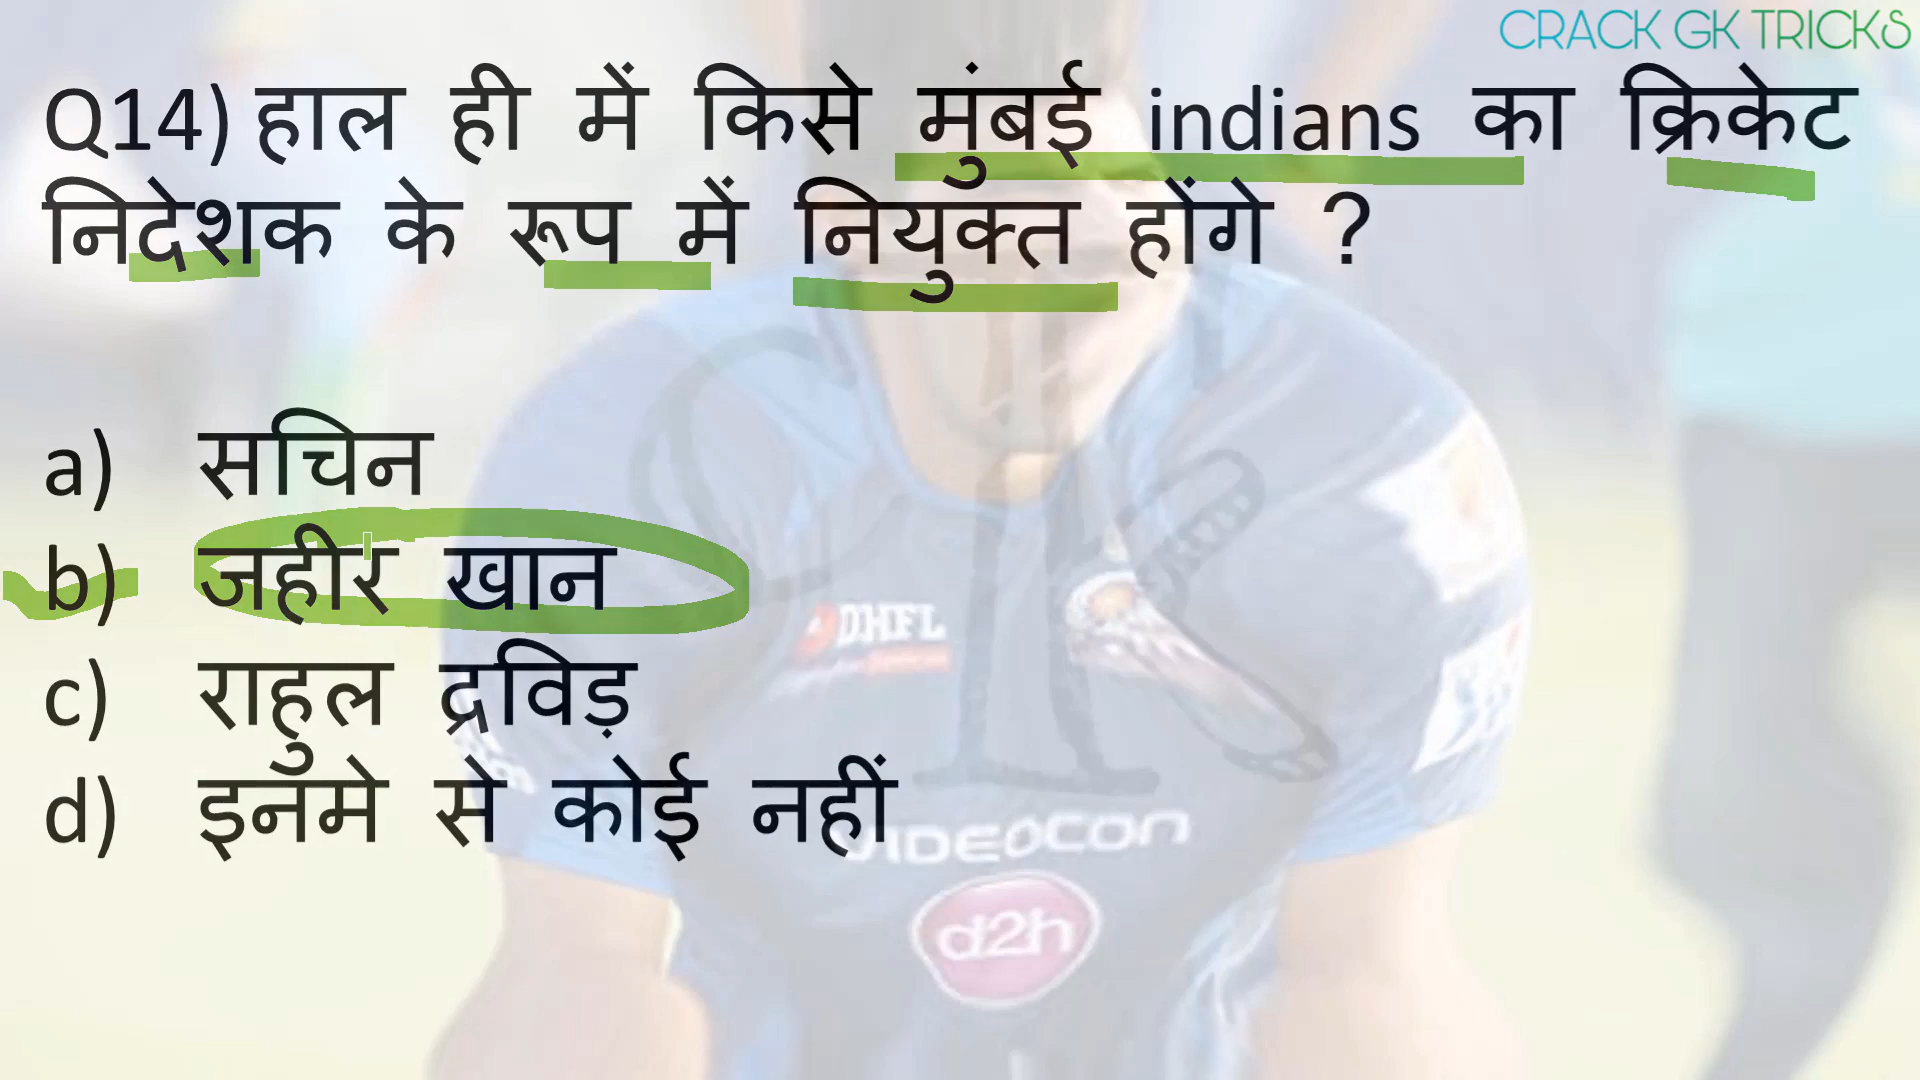 CRACK GK TRICKS
Q14) हाल ही में किसे मुंबई indians का क्रिकेट
निदेशक के रूप में नियुक्त होंगे ?
a) सचिन
b) जहीर खान
c) राहुल द्रविड़
d) इनमे से कोई नहीं
DHFL
VIDEOCON
d2h